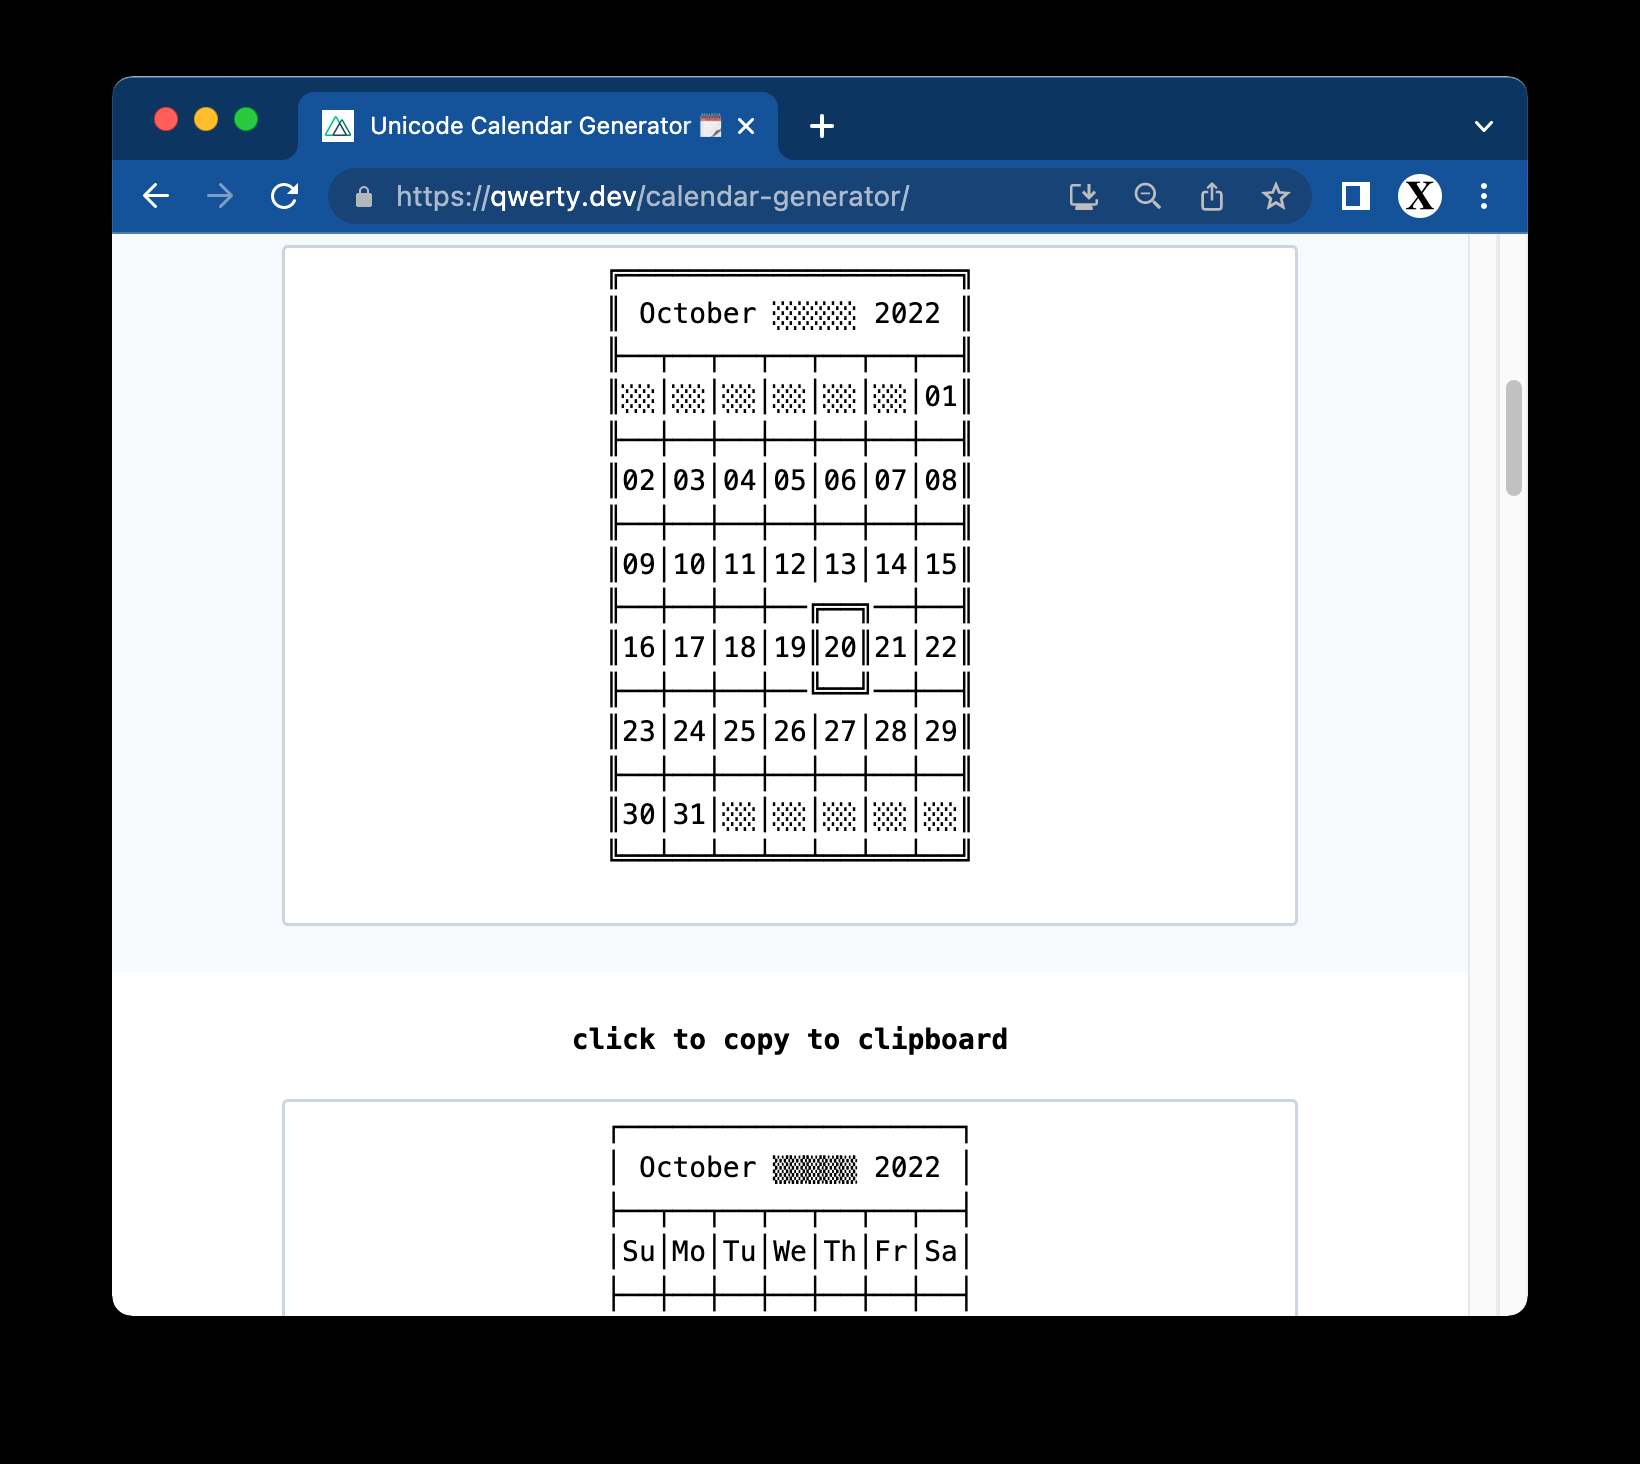 Unicode Calendar Generator 🗓
https://qwerty.dev/calendar-generator/
X
October ░░░░░ 2022
░░ ░░ ░░ ░░ ░░ ░░ 01
02 03 04 05 06 07 08
09 10 11 12 13 14 15
16 17 18 19 20 21 22
23 24 25 26 27 28 29
30 31 ░░ ░░ ░░ ░░ ░░
click to copy to clipboard
October ▒▒▒▒▒ 2022
Su Mo Tu We Th Fr Sa